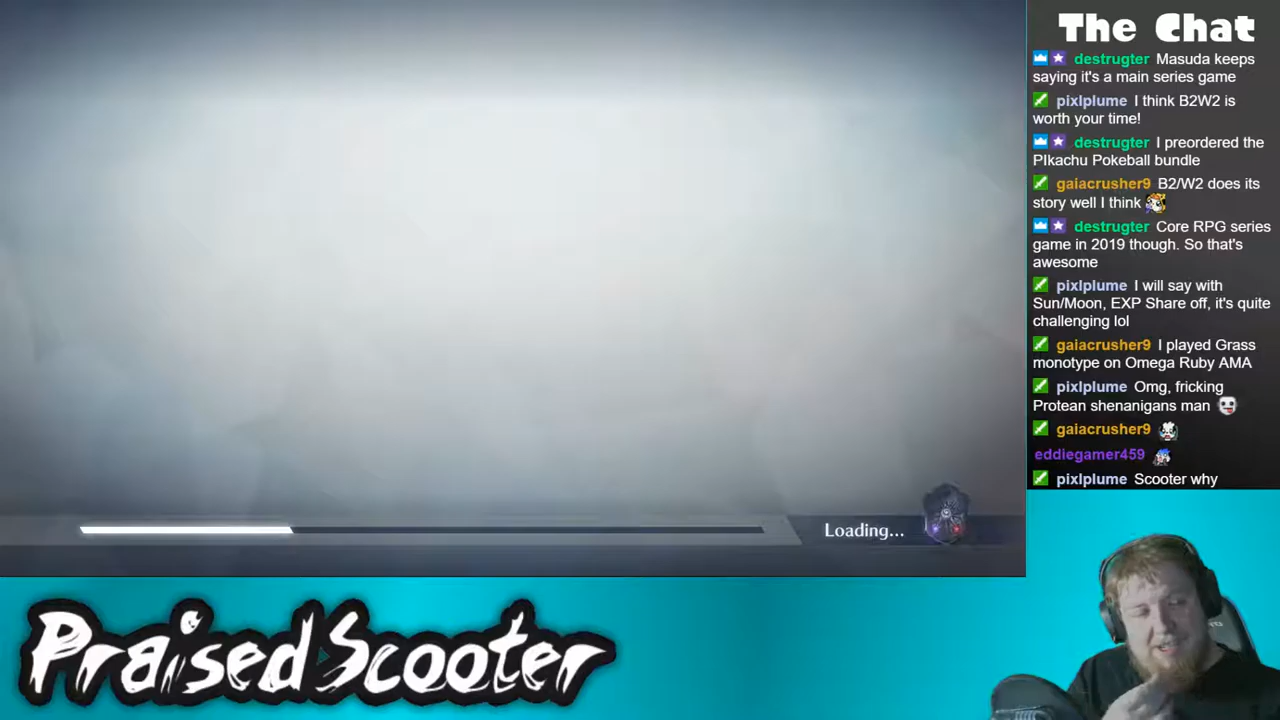 The Chat
destrugter Masuda keeps
saying it's a main series game
pixlplume I think B2W2 is
worth your time!
destrugter I preordered the
PIkachu Pokeball bundle
gaiacrusher9 B2/W2 does its
story well I think
destrugter Core RPG series
game in 2019 though. So that's
awesome
pixlplume I will say with
Sun/Moon, EXP Share off, it's quite
challenging lol
gaiacrusher9 I played Grass
monotype on Omega Ruby AMA
pixlplume Omg, fricking
Protean shenanigans man
gaiacrusher9
eddiegamer459
pixlplume Scooter why
Loading...
PraisedScooter